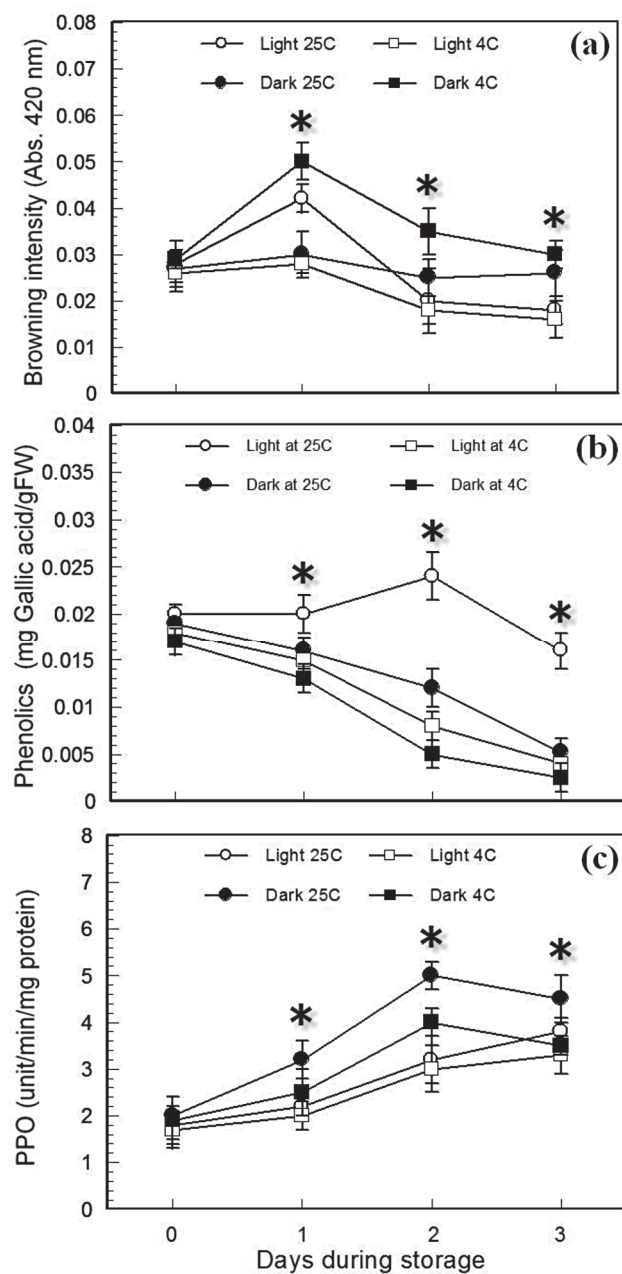 0.08
0.07
0.06
0.05
0.04
0.03
0.02
0.01
0
Browning intensity (Abs. 420 nm)
Light 25C Light 4C
Dark 25C Dark 4C
(a)
*
*
*
0.04
0.035
0.03
0.025
0.02
0.015
0.01
0.005
0
Phenolics (mg Gallic acid/gFW)
Light at 25C Light at 4C
Dark at 25C Dark at 4C
(b)
*
*
*
8
7
6
5
4
3
2
1
0
PPO (unit/min/mg protein)
Light 25C Light 4C
Dark 25C Dark 4C
(c)
*
*
*
0 1 2 3
Days during storage